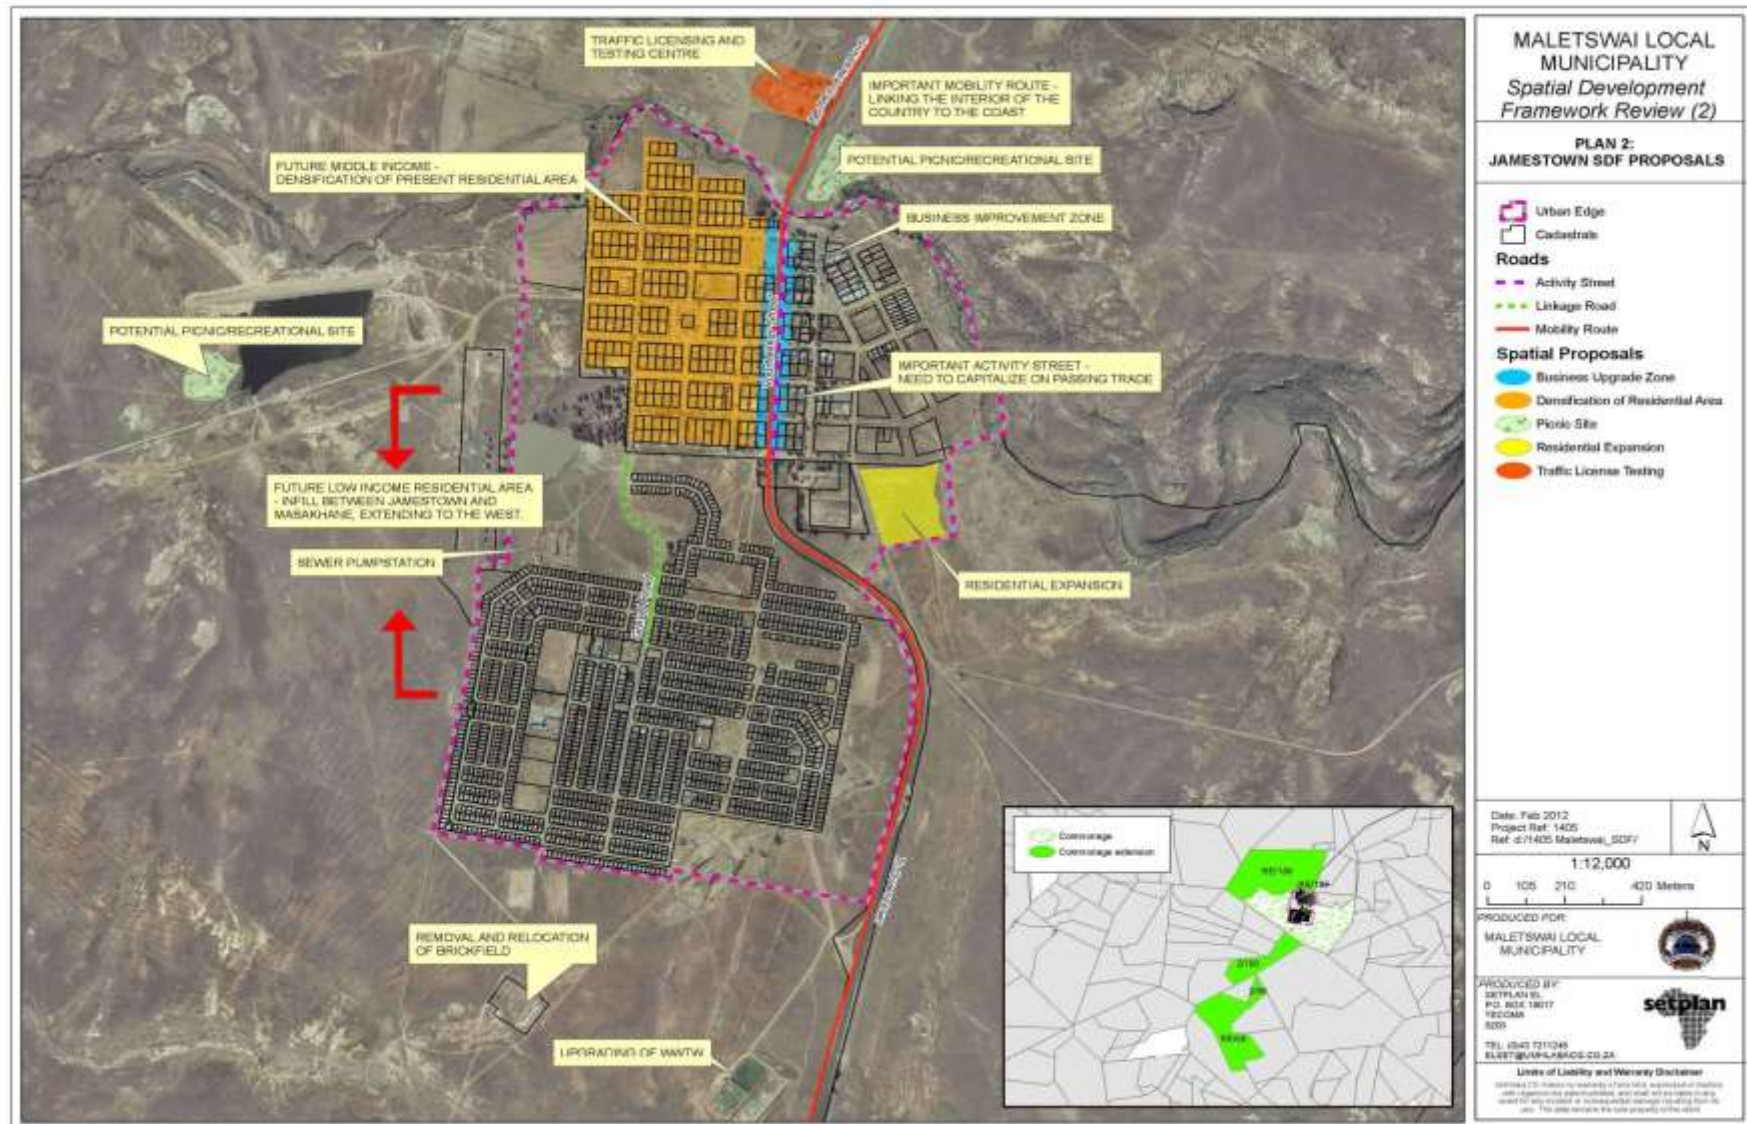 TRAFFIC LICENSING AND
TESTING CENTRE
IMPORTANT MOBILITY ROUTE -
LINKING THE INTERIOR OF THE
COUNTRY TO THE COAST
FUTURE MIDDLE INCOME -
DENSIFICATION OF PRESENT RESIDENTIAL AREA
POTENTIAL PICNIC/RECREATIONAL SITE
BUSINESS IMPROVEMENT ZONE
POTENTIAL PICNIC/RECREATIONAL SITE
IMPORTANT ACTIVITY STREET -
NEED TO CAPITALIZE ON PASSING TRADE
FUTURE LOW INCOME RESIDENTIAL AREA
- INFILL BETWEEN JAMESTOWN AND
MASAKHANE, EXTENDING TO THE WEST.
SEWER PUMPSTATION
RESIDENTIAL EXPANSION
REMOVAL AND RELOCATION
OF BRICKFIELD
UPGRADING OF WWTW
Commonage
Commonage extension
MALETSWAI LOCAL
MUNICIPALITY
Spatial Development
Framework Review (2)
PLAN 2:
JAMESTOWN SDF PROPOSALS
Urban Edge
Cadastrals
Roads
Activity Street
Linkage Road
Mobility Route
Spatial Proposals
Business Upgrade Zone
Densification of Residential Area
Picnic Site
Residential Expansion
Traffic License Testing
Date: Feb 2012
Project Ref: 1405
Ref: d:/1405 Maletswai_SDF/
N
1:12,000
0 105 210 420 Meters
PRODUCED FOR:
MALETSWAI LOCAL
MUNICIPALITY
PRODUCED BY:
SETPLAN EL
P.O. BOX
TECOMA
setplan
Limits of Liability and Warranty Disclaimer